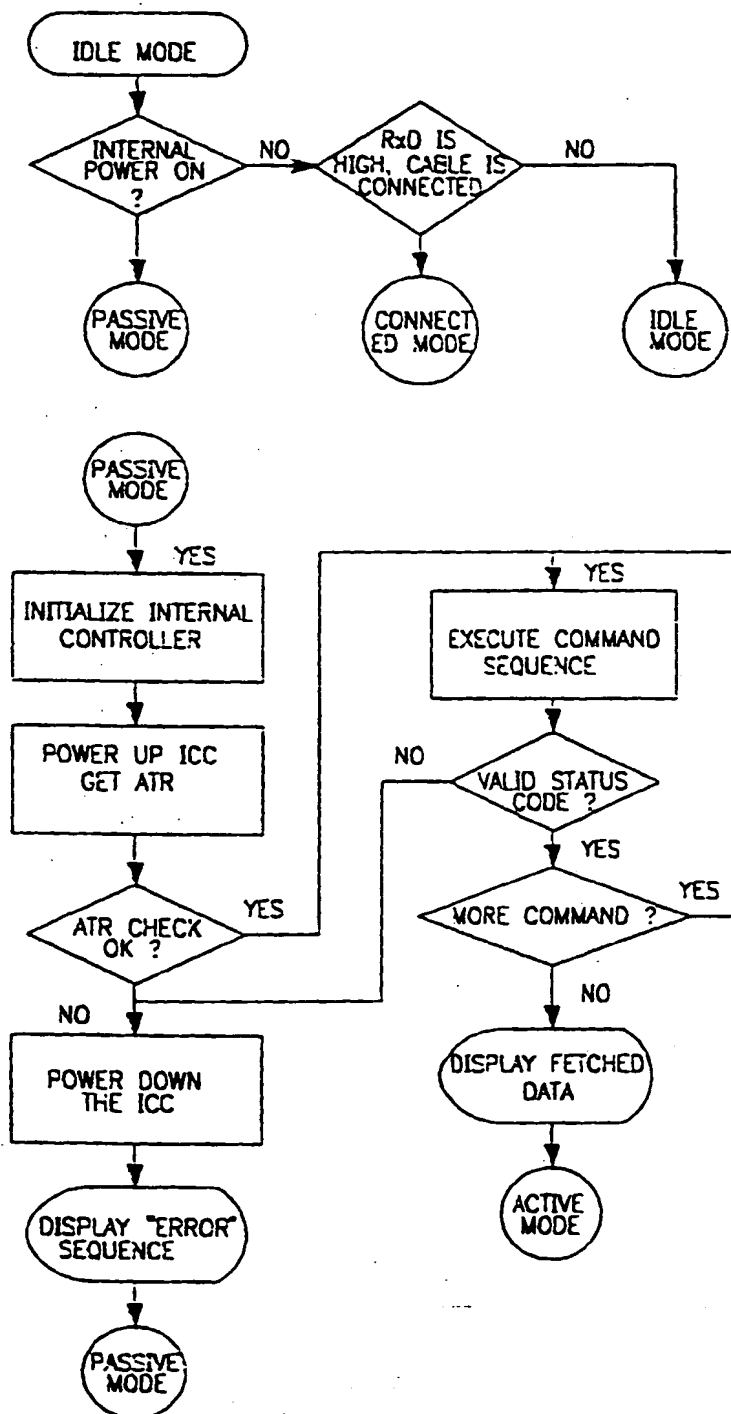 IDLE MODE
INTERNAL
POWER ON
?
NO
RxD IS
HIGH, CABLE IS
CONNECTED
NO
PASSIVE
MODE
CONNECT
ED MODE
IDLE
MODE
PASSIVE
MODE
YES
INITIALIZE INTERNAL
CONTROLLER
POWER UP ICC
GET ATR
ATR CHECK
OK ?
YES
NO
POWER DOWN
THE ICC
DISPLAY "ERROR"
SEQUENCE
PASSIVE
MODE
YES
EXECUTE COMMAND
SEQUENCE
NO
VALID STATUS
CODE ?
YES
MORE COMMAND ?
YES
NO
DISPLAY FETCHED
DATA
ACTIVE
MODE